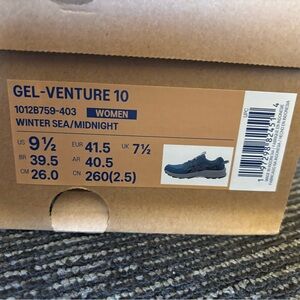 GEL-VENTURE 10
1012B759-403 WOMEN
WINTER SEA/MIDNIGHT
US 9½ EUR 41.5 UK 7½
BR 39.5 AR 40.5
CM 26.0 CN 260(2.5)
UPC